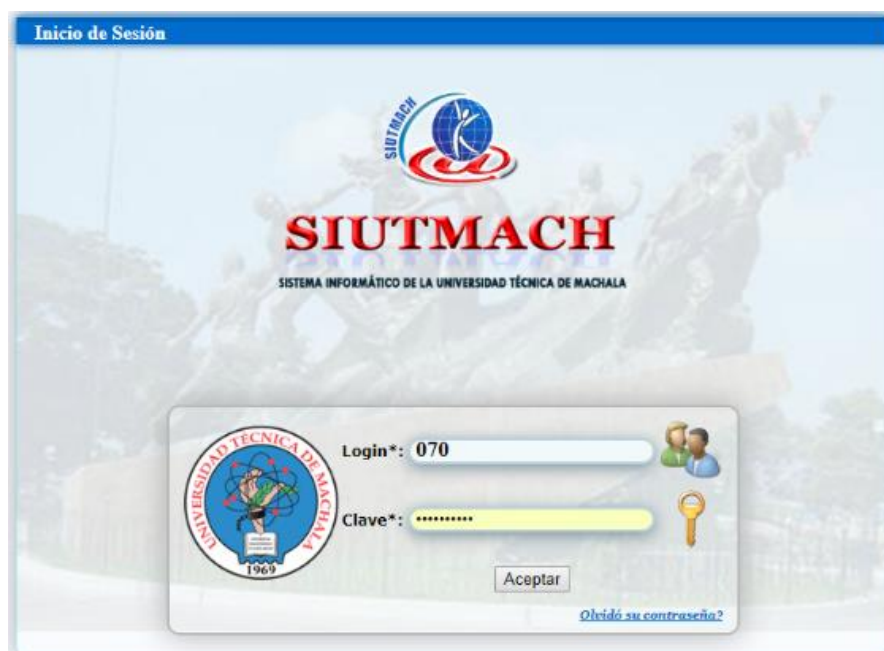 Inicio de Sesión
SIUTMACH
SIUTMACH
SISTEMA INFORMÁTICO DE LA UNIVERSIDAD TÉCNICA DE MACHALA
UNIVERSIDAD TÉCNICA DE MACHALA
1969
Login*: 070
Clave*: ••••••••••
Aceptar
Olvidó su contraseña?